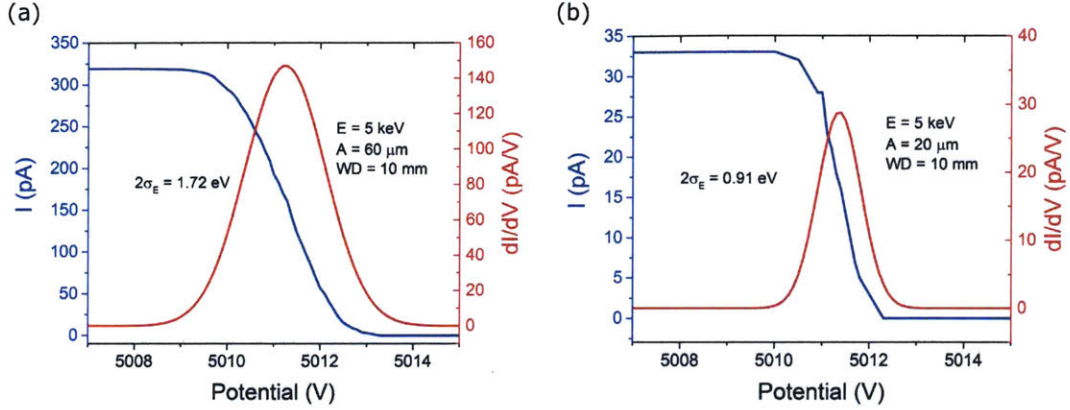 (a)
350
300
250
200
150
100
50
0
I (pA)
160
140
120
100
80
60
40
20
0
dI/dV (pA/V)
E = 5 keV
A = 60 μm
WD = 10 mm
2σE = 1.72 eV
5008 5010 5012 5014
Potential (V)
(b)
35
30
25
20
15
10
5
0
I (pA)
40
30
20
10
0
dI/dV (pA/V)
E = 5 keV
A = 20 μm
WD = 10 mm
2σE = 0.91 eV
5008 5010 5012 5014
Potential (V)